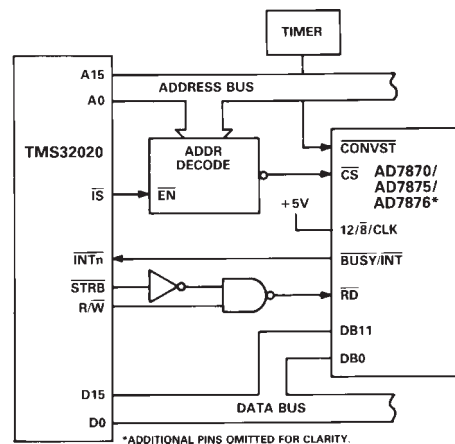 TIMER
A15
ADDRESS BUS
A0
TMS32020
ADDR
DECODE
EN
IS
CONVST
CS
AD7870/
AD7875/
AD7876*
+5V
12/8/CLK
INTn
BUSY/INT
STRB
R/W
RD
DB11
DB0
D15
D0
DATA BUS
*ADDITIONAL PINS OMITTED FOR CLARITY.